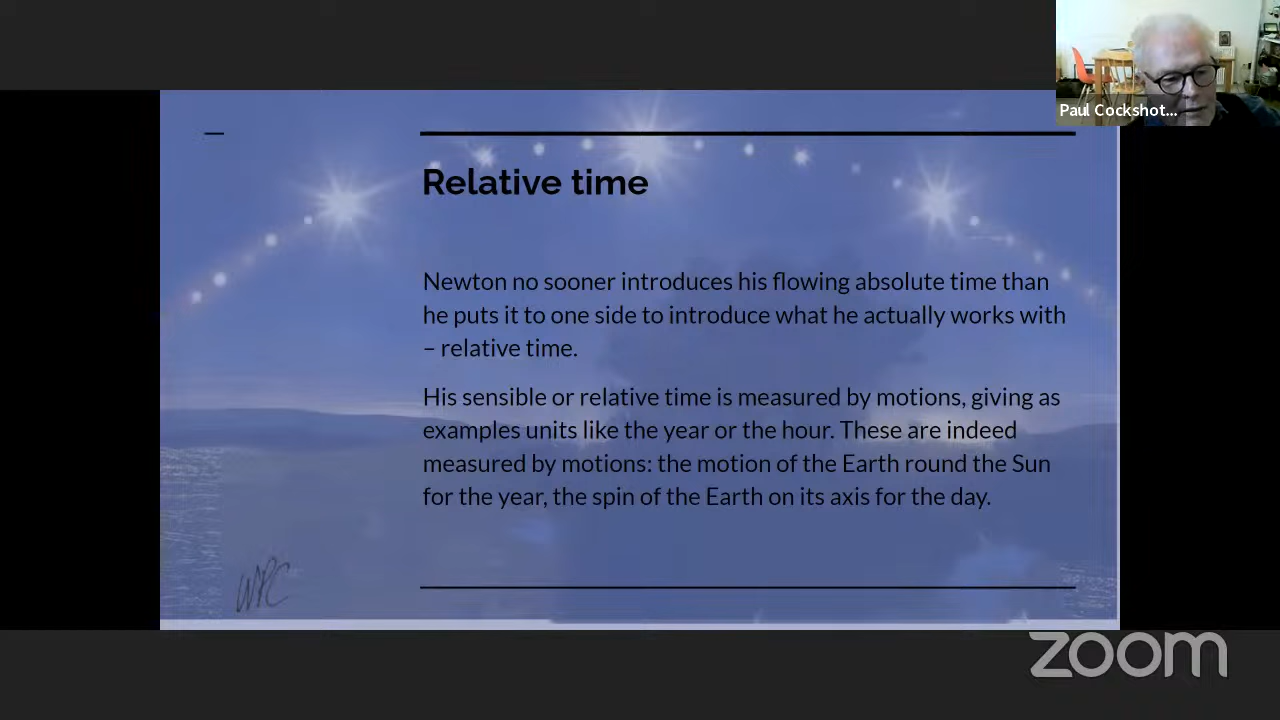 Paul Cockshot...
Relative time
Newton no sooner introduces his flowing absolute time than
he puts it to one side to introduce what he actually works with
– relative time.
His sensible or relative time is measured by motions, giving as
examples units like the year or the hour. These are indeed
measured by motions: the motion of the Earth round the Sun
for the year, the spin of the Earth on its axis for the day.
WPC
zoom